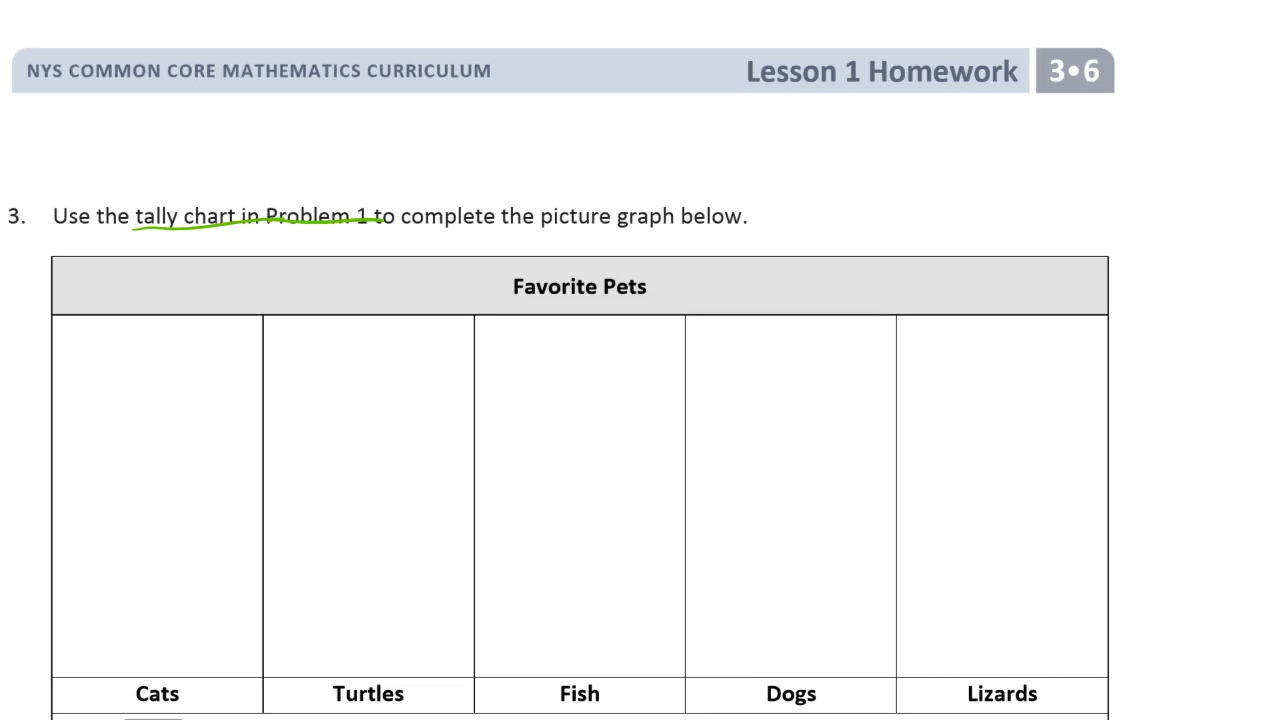 NYS COMMON CORE MATHEMATICS CURRICULUM
Lesson 1 Homework
3•6
3. Use the tally chart in Problem 1 to complete the picture graph below.
Favorite Pets
Cats Turtles Fish Dogs Lizards